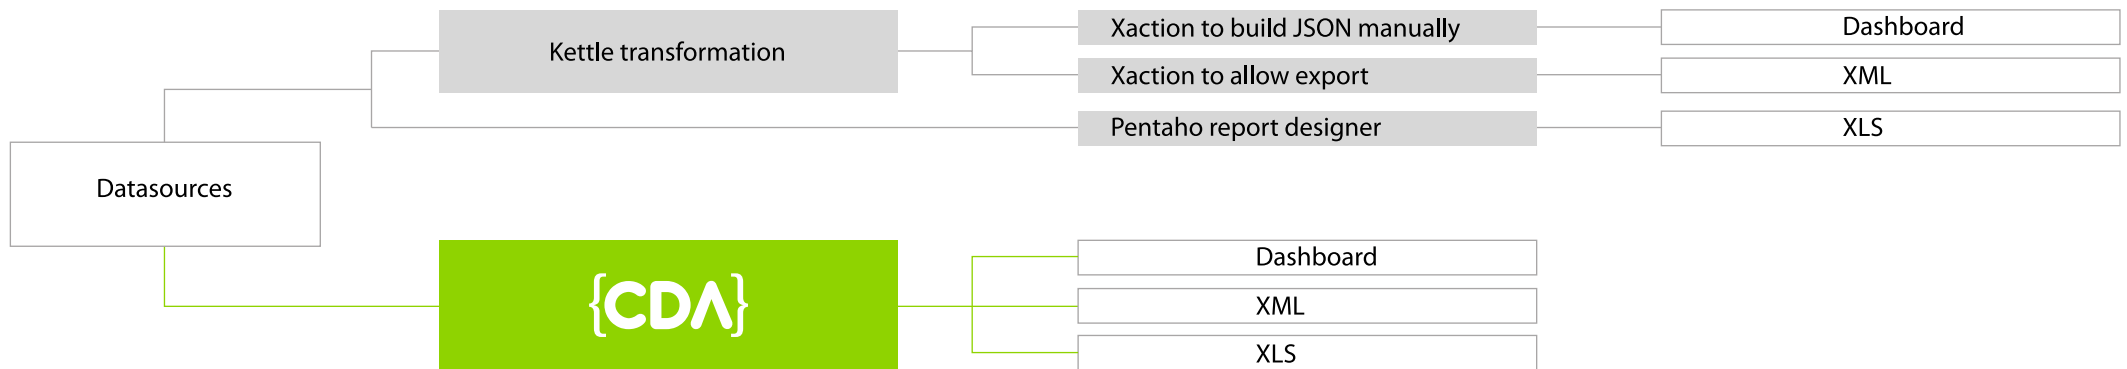 Kettle transformation
Xaction to build JSON manually
Dashboard
Xaction to allow export
XML
Pentaho report designer
XLS
Datasources
{CDA}
Dashboard
XML
XLS